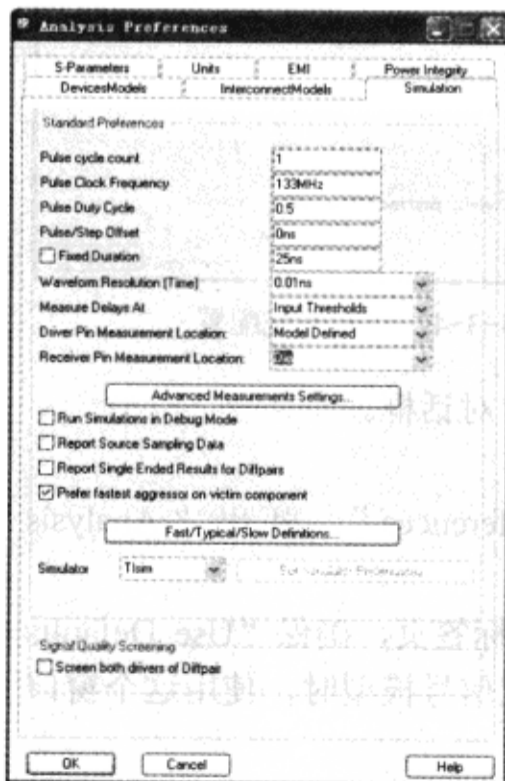 Analysis Preferences
S-Parameters Units EMI Power Integrity
DevicesModels InterconnectModels Simulation
Standard Preferences
Pulse cycle count 1
Pulse Clock Frequency 133MHz
Pulse Duty Cycle 0.5
Pulse/Step Offset 0ns
Fixed Duration 25ns
Waveform Resolution (Time) 0.01ns
Measure Delays At Input Thresholds
Driver Pin Measurement Location: Model Defined
Receiver Pin Measurement Location:
Advanced Measurements Settings...
Run Simulations in Debug Mode
Report Source Sampling Data
Report Single Ended Results for Diffpairs
Prefer fastest aggressor on victim component
Fast/Typical/Slow Definitions...
Simulator Tlsim
Signal Quality Screening
Screen both drivers of Diffpair
OK Cancel Help